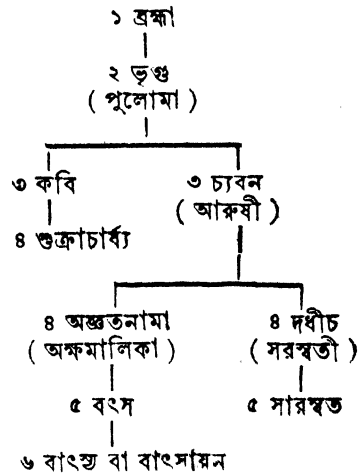 ১ ব্রহ্মা
২ ভৃগু
( পুলোমা )
৩ কবি ৩ চ্যবন
( আরুষী )
৪ শুক্রাচার্য্য
৪ অজ্ঞতনামা ৪ দধীচ
( অক্ষমালিকা ) ( সরস্বতী )
৫ বৎস ৫ সারস্বত
৬ বাৎস্য বা বাৎসায়ন